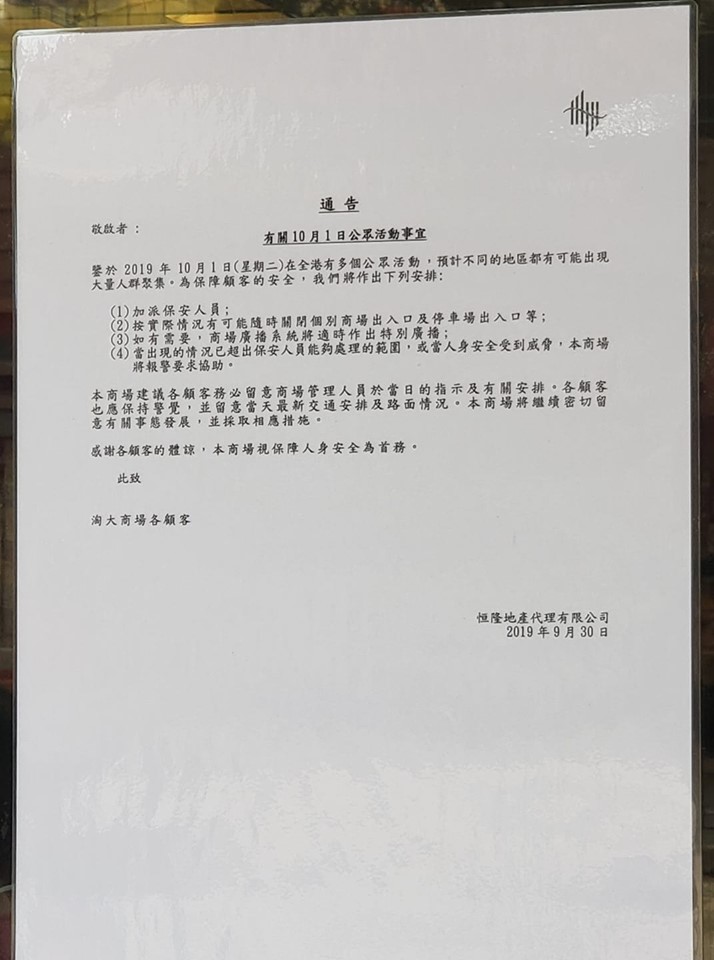 通 告
敬啟者：
有關10月1日公眾活動事宜
鑒於 2019 年 10 月 1 日(星期二)在全港有多個公眾活動，預計不同的地區都有可能出現
大量人群聚集。為保障顧客的安全，我們將作出下列安排:
(1) 加派保安人員；
(2) 按實際情況有可能隨時關閉個別商場出入口及停車場出入口等；
(3) 如有需要，商場廣播系統將適時作出特別廣播；
(4) 當出現的情況已超出保安人員能夠處理的範圍，或當人身安全受到威脅，本商場
將報警要求協助。
本商場建議各顧客務必留意商場管理人員於當日的指示及有關安排。各顧客
也應保持警覺，並留意當天最新交通安排及路面情況。本商場將繼續密切留
意有關事態發展，並採取相應措施。
感謝各顧客的體諒，本商場視保障人身安全為首務。
此致
淘大商場各顧客
恒隆地產代理有限公司
2019 年 9 月 30 日